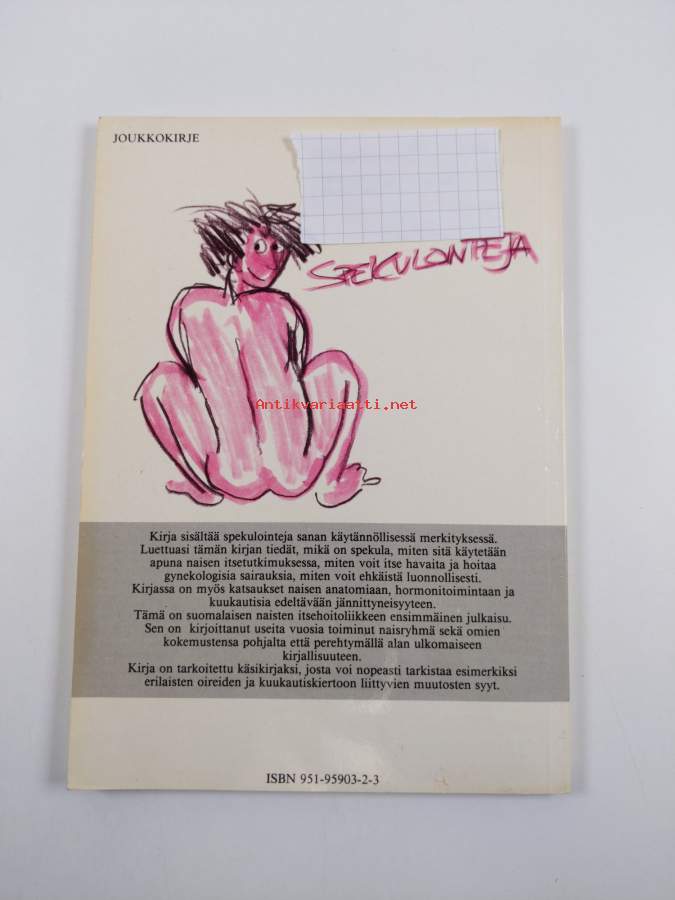 JOUKKOKIRJE
SPEKULONTEJA
Antikvariaatti.net
Kirja sisältää spekulointeja sanan käytännöllisessä merkityksessä.
Luettuasi tämän kirjan tiedät, mikä on spekula, miten sitä käytetään
apuna naisen itsetutkimuksessa, miten voit itse havaita ja hoitaa
gynekologisia sairauksia, miten voit ehkäistä luonnollisesti.
Kirjassa on myös katsaukset naisen anatomiaan, hormonitoimintaan ja
kuukautisia edeltävään jännittyneisyyteen.
Tämä on suomalaisen naisten itsehoitoliikkeen ensimmäinen julkaisu.
Sen on kirjoittanut useita vuosia toiminut naisryhmä sekä omien
kokemustensa pohjalta että perehtymällä alan ulkomaiseen
kirjallisuuteen.
Kirja on tarkoitettu käsikirjaksi, josta voi nopeasti tarkistaa esimerkiksi
erilaisten oireiden ja kuukautiskiertoon liittyvien muutosten syyt.
ISBN 951-95903-2-3